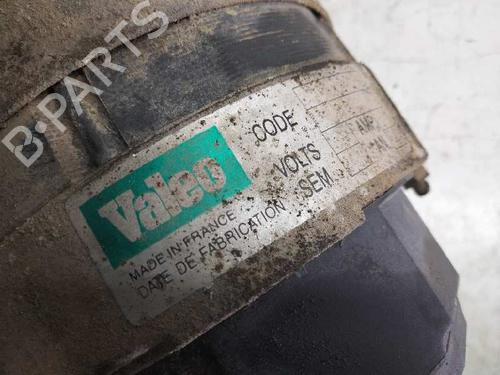 B-PARTS
Valeo
CODE
VOLTS
AMP
MADE IN FRANCE
DATE DE FABRICATION SEM